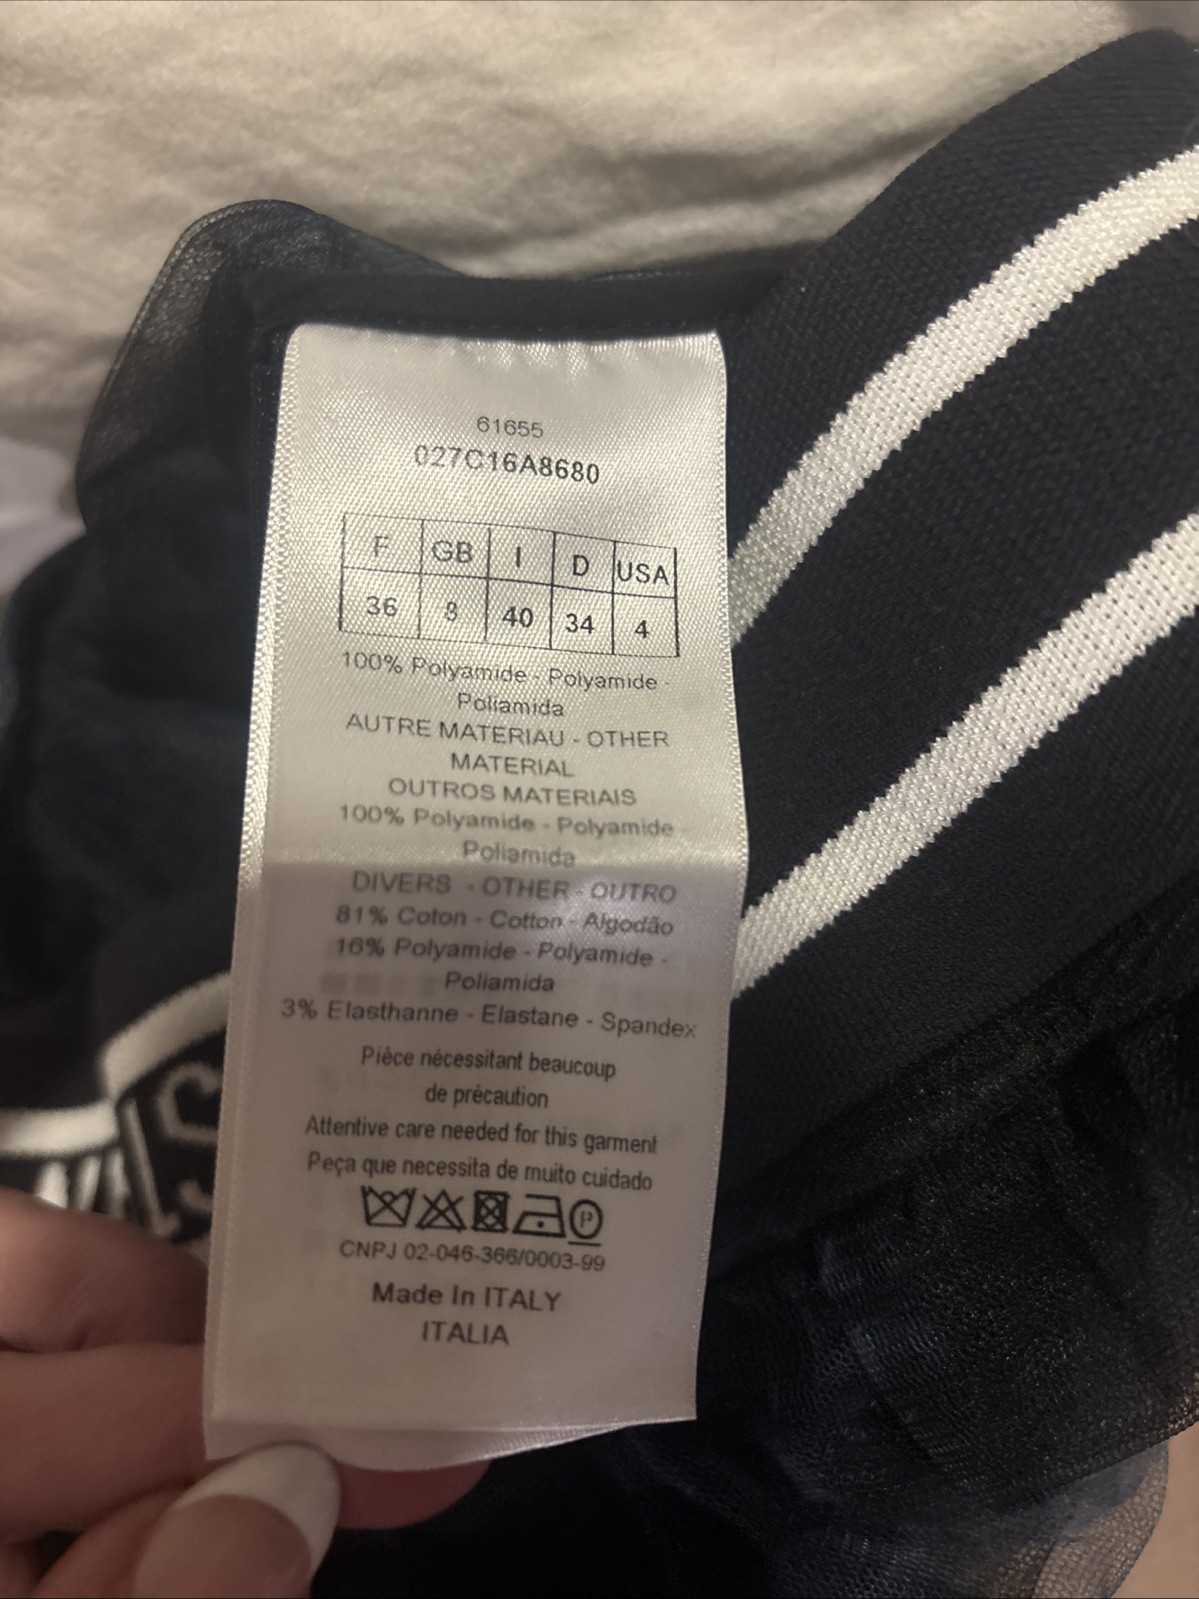 61655
027C16A8680
F GB I D USA
36 8 40 34 4
100% Polyamide - Polyamide -
Poliamida
AUTRE MATERIAU - OTHER
MATERIAL
OUTROS MATERIAIS
100% Polyamide - Polyamide -
Poliamida
DIVERS - OTHER - OUTRO
81% Coton - Cotton - Algodão
16% Polyamide - Polyamide -
Poliamida
3% Elasthanne - Elastane - Spandex
Pièce nécessitant beaucoup
de précaution
Attentive care needed for this garment
Peça que necessita de muito cuidado
P
CNPJ 02-046-366/0003-99
Made In ITALY
ITALIA